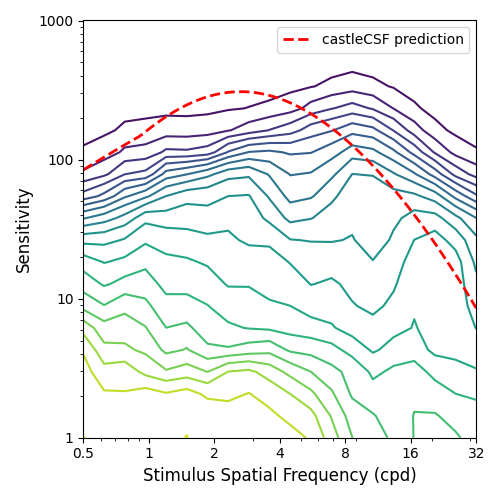 1000
castleCSF prediction
100
10
1
Sensitivity
0.5 1 2 4 8 16 32
Stimulus Spatial Frequency (cpd)